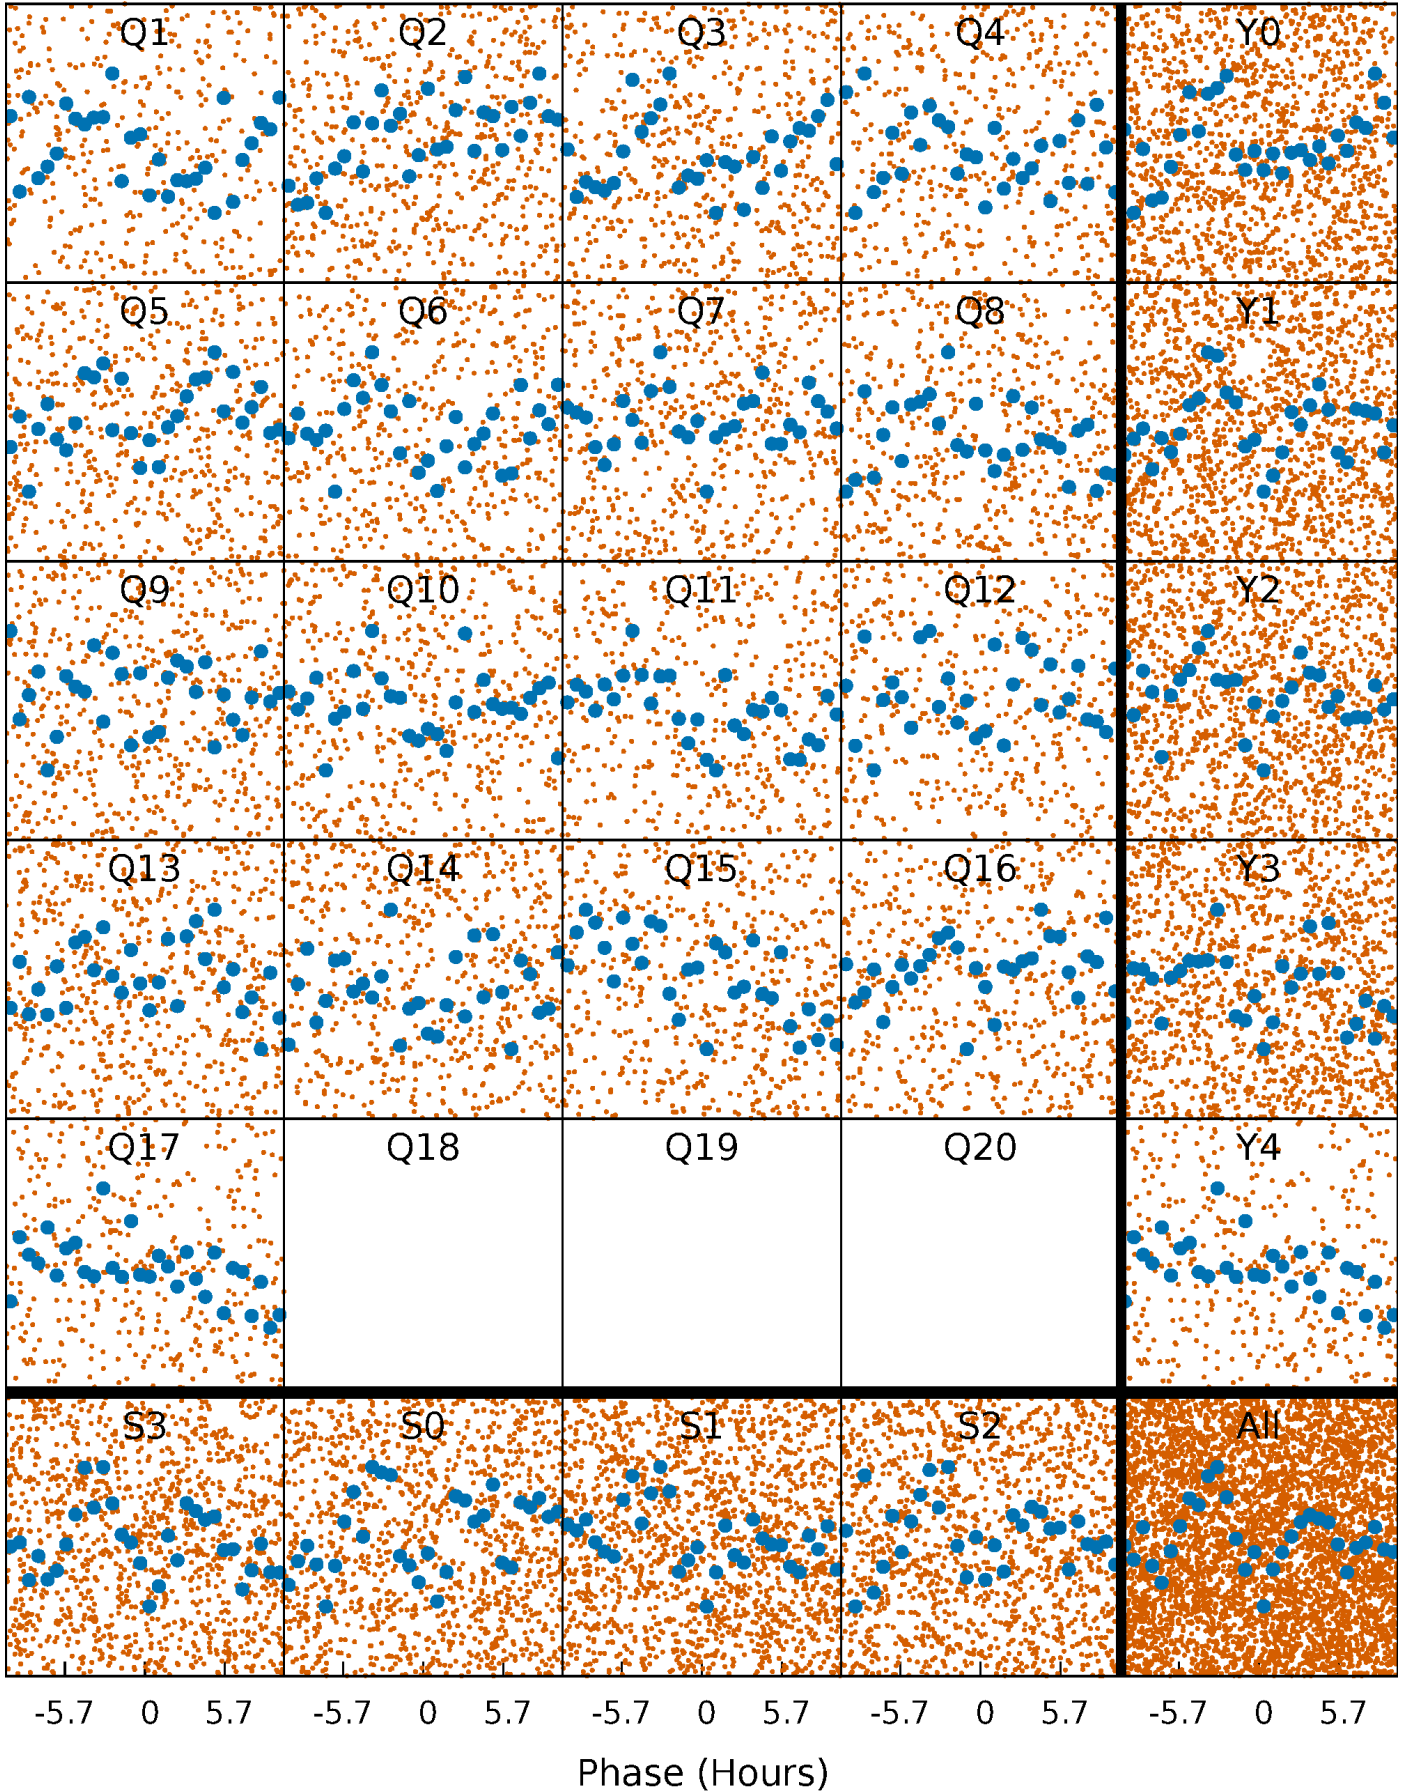 Q1 Q2 Q3 Q4 Y0
Q5 Q6 Q7 Q8 Y1
Q9 Q10 Q11 Q12 Y2
Q13 Q14 Q15 Q16 Y3
Q17 Q18 Q19 Q20 Y4
S3 S0 S1 S2 All
-5.7 0 5.7 -5.7 0 5.7 -5.7 0 5.7 -5.7 0 5.7 -5.7 0 5.7
Phase (Hours)